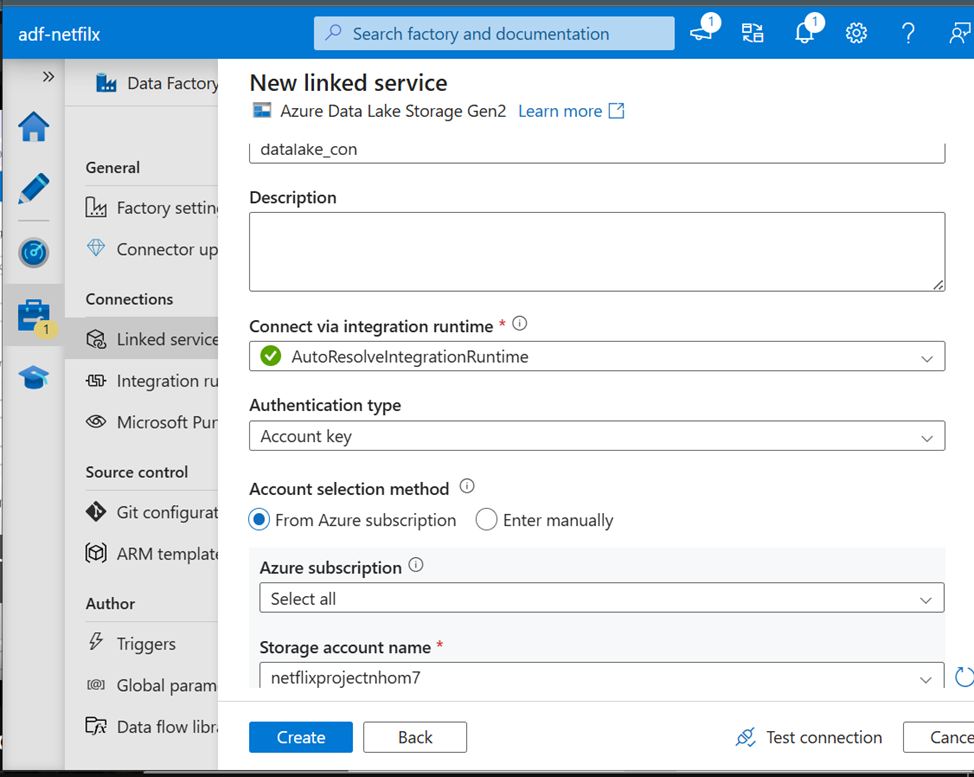 adf-netfilx
Search factory and documentation
1
1
Data Factory
General
Factory settin
Connector up
Connections
Linked service
Integration ru
Microsoft Pur
Source control
Git configurat
ARM template
Author
Triggers
Global param
Data flow libr
1
New linked service
Azure Data Lake Storage Gen2 Learn more
datalake_con
Description
Connect via integration runtime *
AutoResolveIntegrationRuntime
Authentication type
Account key
Account selection method
From Azure subscription Enter manually
Azure subscription
Select all
Storage account name *
netflixprojectnhom7
Create Back Test connection Cance